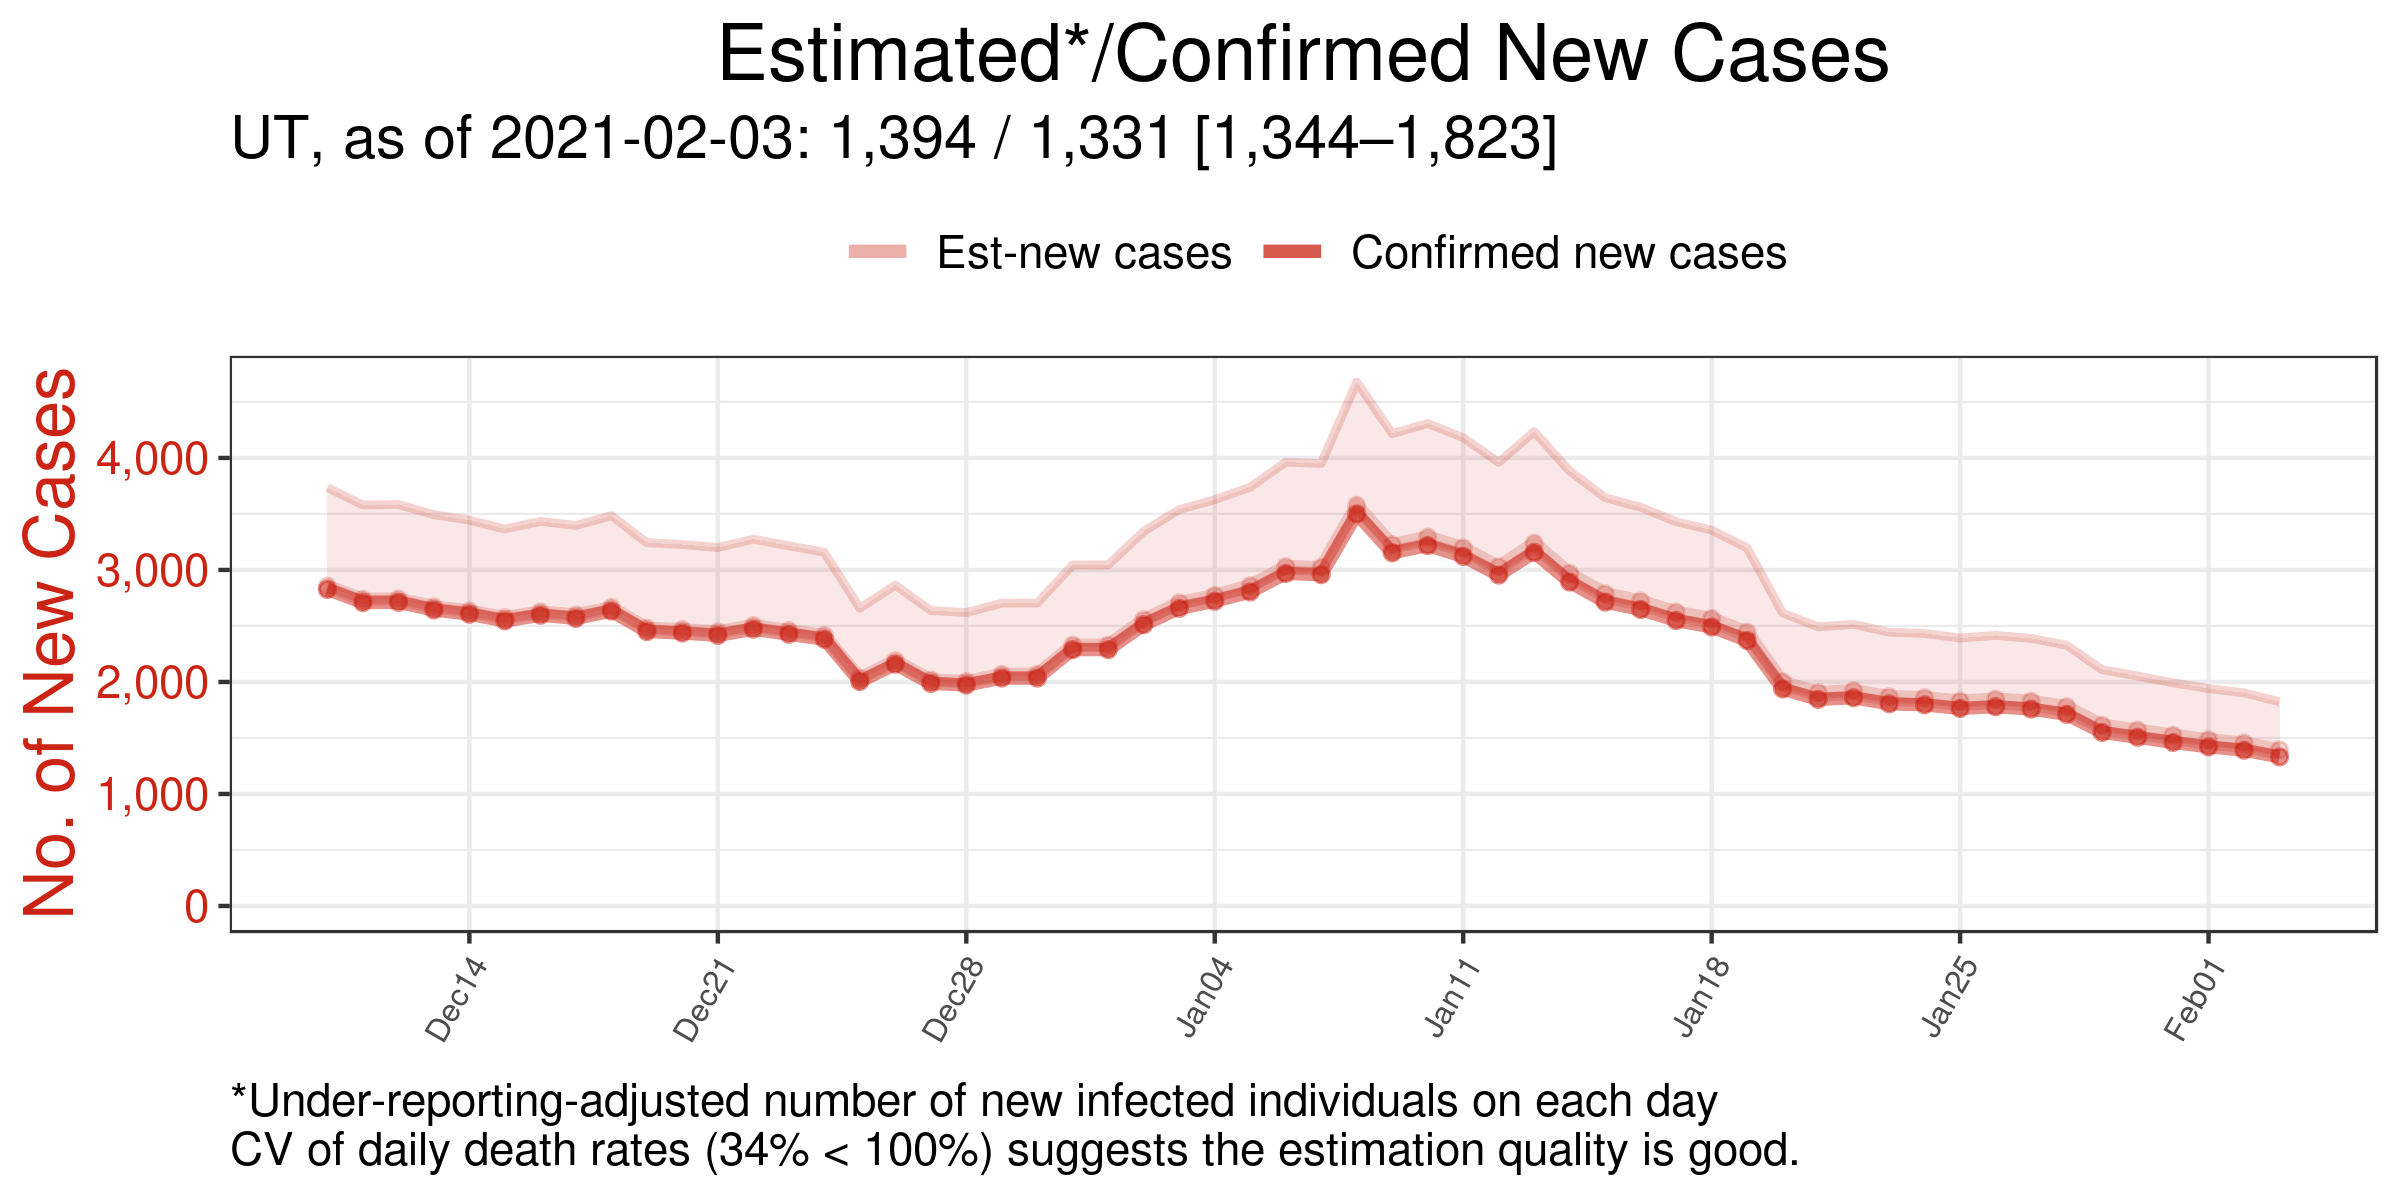 Estimated*/Confirmed New Cases
UT, as of 2021-02-03: 1,394 / 1,331 [1,344–1,823]
Est-new cases
Confirmed new cases
No. of New Cases
4,000
3,000
2,000
1,000
0
Dec14
Dec21
Dec28
Jan04
Jan11
Jan18
Jan25
Feb01
*Under-reporting-adjusted number of new infected individuals on each day
CV of daily death rates (34% < 100%) suggests the estimation quality is good.